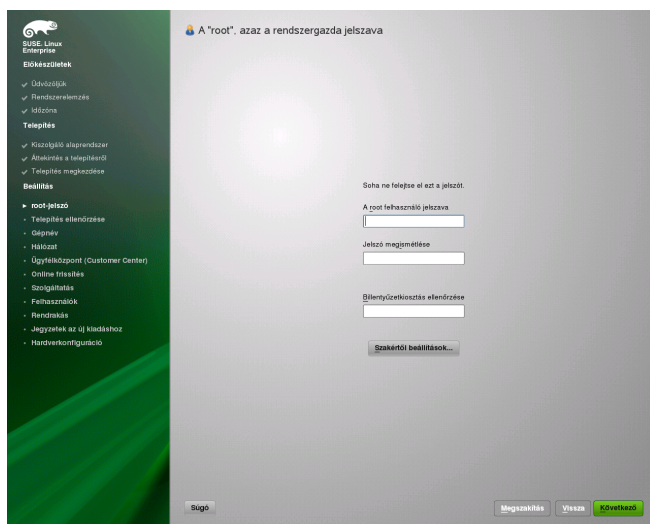 SUSE. Linux
Enterprise
Előkészületek
Üdvözöljük
Rendszerelemzés
Időzóna
Telepítés
Kiszolgáló alaprendszer
Áttekintés a telepítésről
Telepítés megkezdése
Beállítás
root-jelszó
Telepítés ellenőrzése
Gépnév
Hálózat
Ügyfélközpont (Customer Center)
Online frissítés
Szolgáltatás
Felhasználók
Rendrakás
Jegyzetek az új kiadáshoz
Hardverkonfiguráció
A "root", azaz a rendszergazda jelszava
Soha ne felejtse el ezt a jelszót.
A root felhasználó jelszava
Jelszó megismétlése
Billentyűzetkiosztás ellenőrzése
Szakértői beállítások...
Súgó
Megszakítás
Vissza
Következő